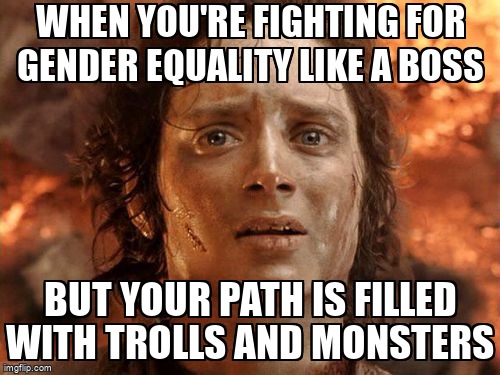 WHEN YOU'RE FIGHTING FOR
GENDER EQUALITY LIKE A BOSS
BUT YOUR PATH IS FILLED
WITH TROLLS AND MONSTERS
imgflip.com